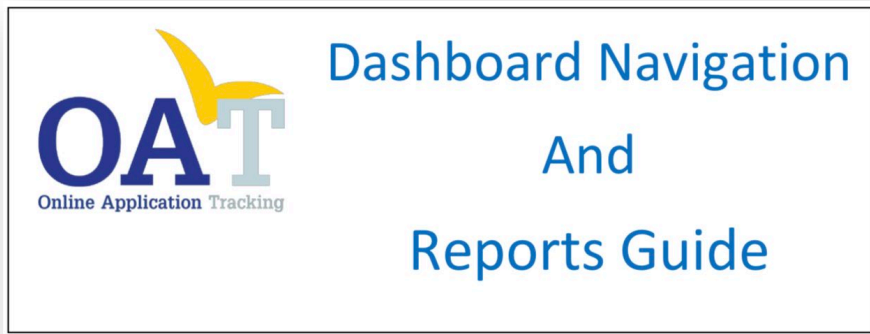 OAT
Online Application Tracking
Dashboard Navigation
And
Reports Guide